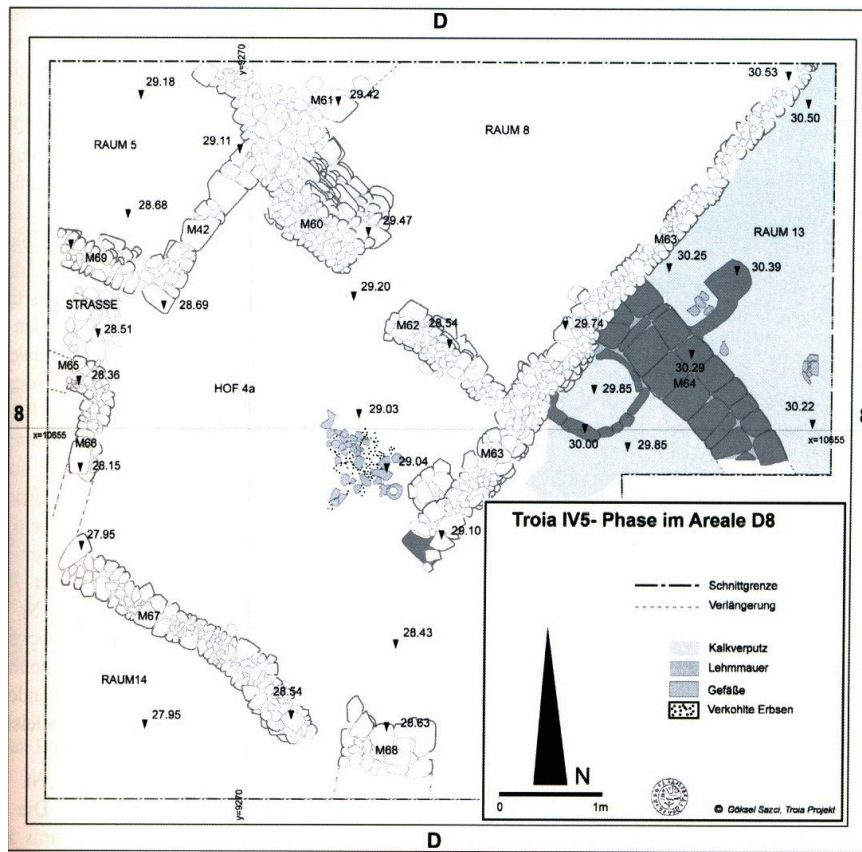 D
y=9270
30.53
29.18
M61
29.42
30.50
RAUM 5
RAUM 8
29.11
28.68
M42
M60
29.47
RAUM 13
M63
M69
30.25
30.39
29.20
STRASSE
28.69
M62
28.54
29.74
28.51
M65
28.36
30.29
M64
HOF 4a
29.85
8
29.03
30.22
8
x=10655
M66
30.00
29.85
x=10655
28.15
29.04
M63
27.95
29.10
Troia IV5- Phase im Areale D8
Schnittgrenze
Verlängerung
M67
28.43
Kalkverputz
RAUM14
Lehmmauer
28.54
Gefäße
27.95
28.63
Verkohlte Erbsen
M68
N
y=9270
0
1m
© Göksel Sazci, Troia Projekt
D